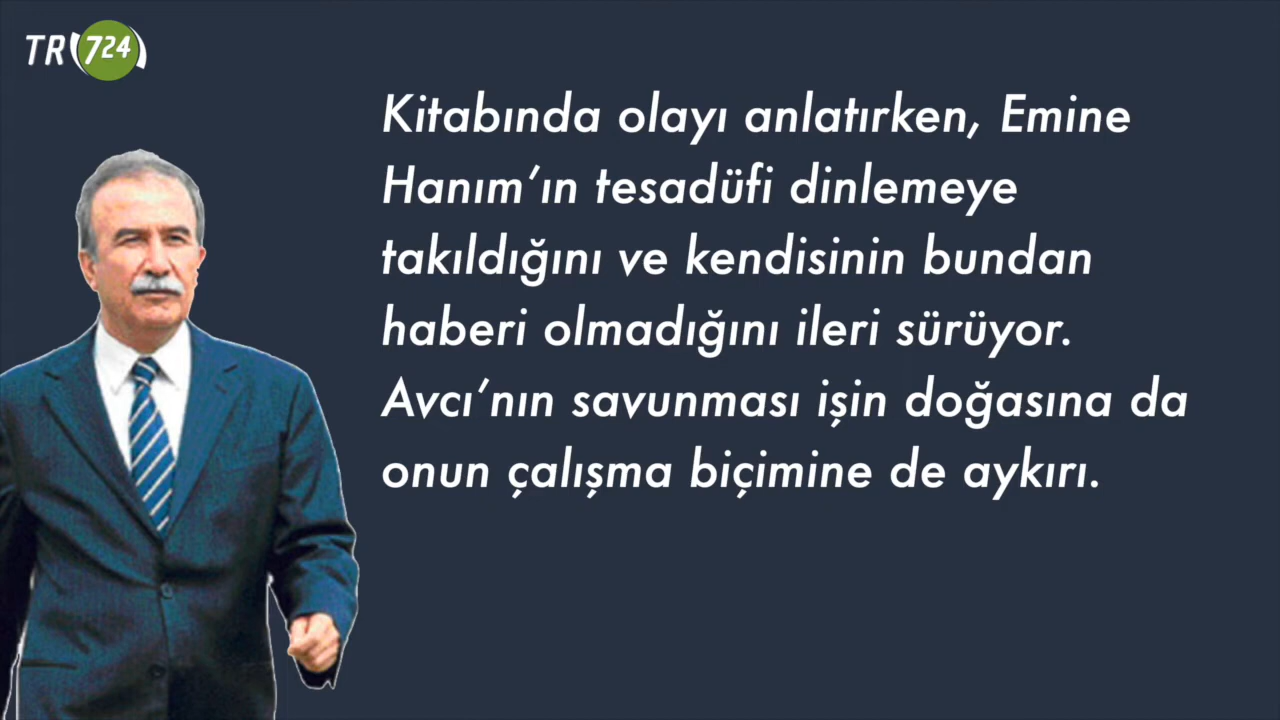 TR724
Kitabında olayı anlatırken, Emine
Hanım’ın tesadüfi dinlemeye
takıldığını ve kendisinin bundan
haberi olmadığını ileri sürüyor.
Avcı’nın savunması işin doğasına da
onun çalışma biçimine de aykırı.